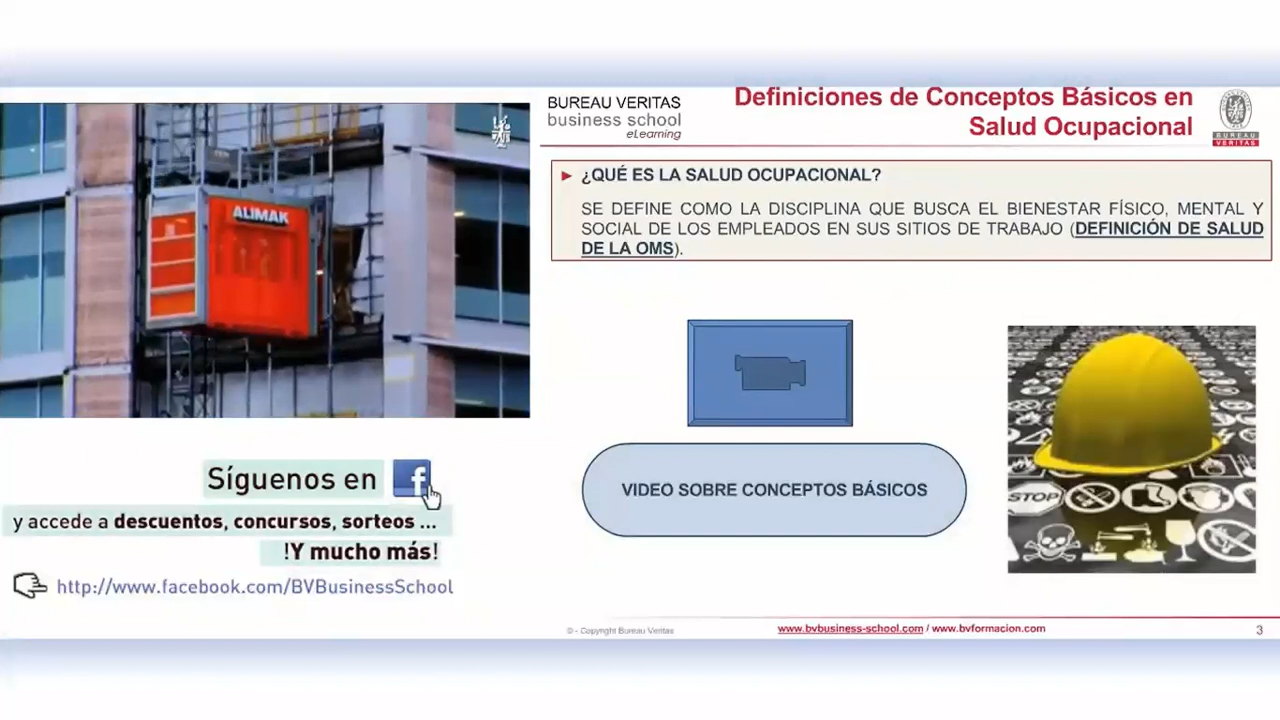 ALIMAK
Síguenos en f
y accede a descuentos, concursos, sorteos ...
!Y mucho más!
http://www.facebook.com/BVBusinessSchool
BUREAU VERITAS
business school
eLearning
Definiciones de Conceptos Básicos en
Salud Ocupacional
BUREAU
VERITAS
¿QUÉ ES LA SALUD OCUPACIONAL?
SE DEFINE COMO LA DISCIPLINA QUE BUSCA EL BIENESTAR FÍSICO, MENTAL Y
SOCIAL DE LOS EMPLEADOS EN SUS SITIOS DE TRABAJO (DEFINICIÓN DE SALUD
DE LA OMS).
VIDEO SOBRE CONCEPTOS BÁSICOS
STOP
© - Copyright Bureau Veritas
www.bvbusiness-school.com / www.bvformacion.com
3